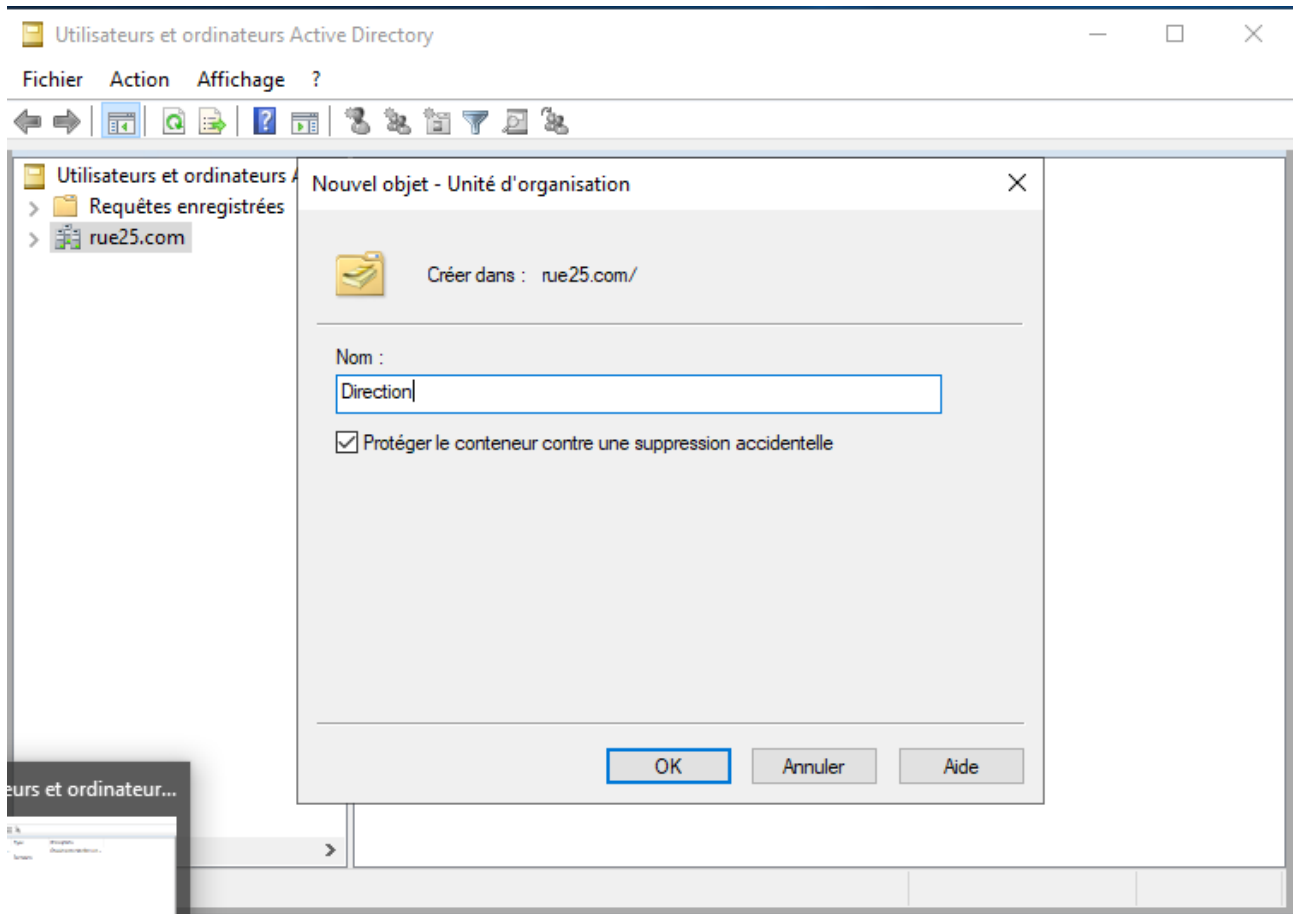 Utilisateurs et ordinateurs Active Directory
Fichier Action Affichage ?
Utilisateurs et ordinateurs A
Requêtes enregistrées
rue25.com
Nouvel objet - Unité d'organisation
Créer dans : rue25.com/
Nom :
Direction
Protéger le conteneur contre une suppression accidentelle
OK Annuler Aide
eurs et ordinateur...